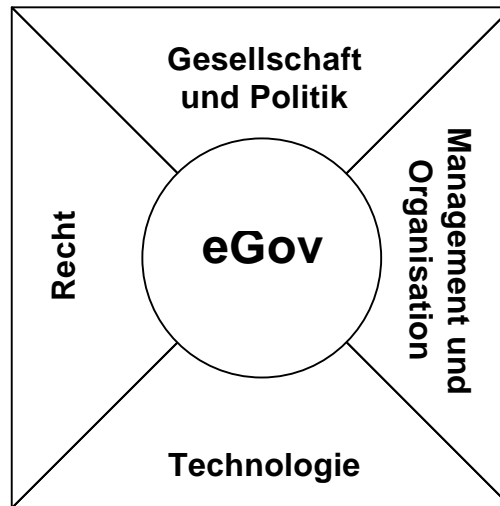 Gesellschaft
und Politik
Recht
eGov
Management und
Organisation
Technologie